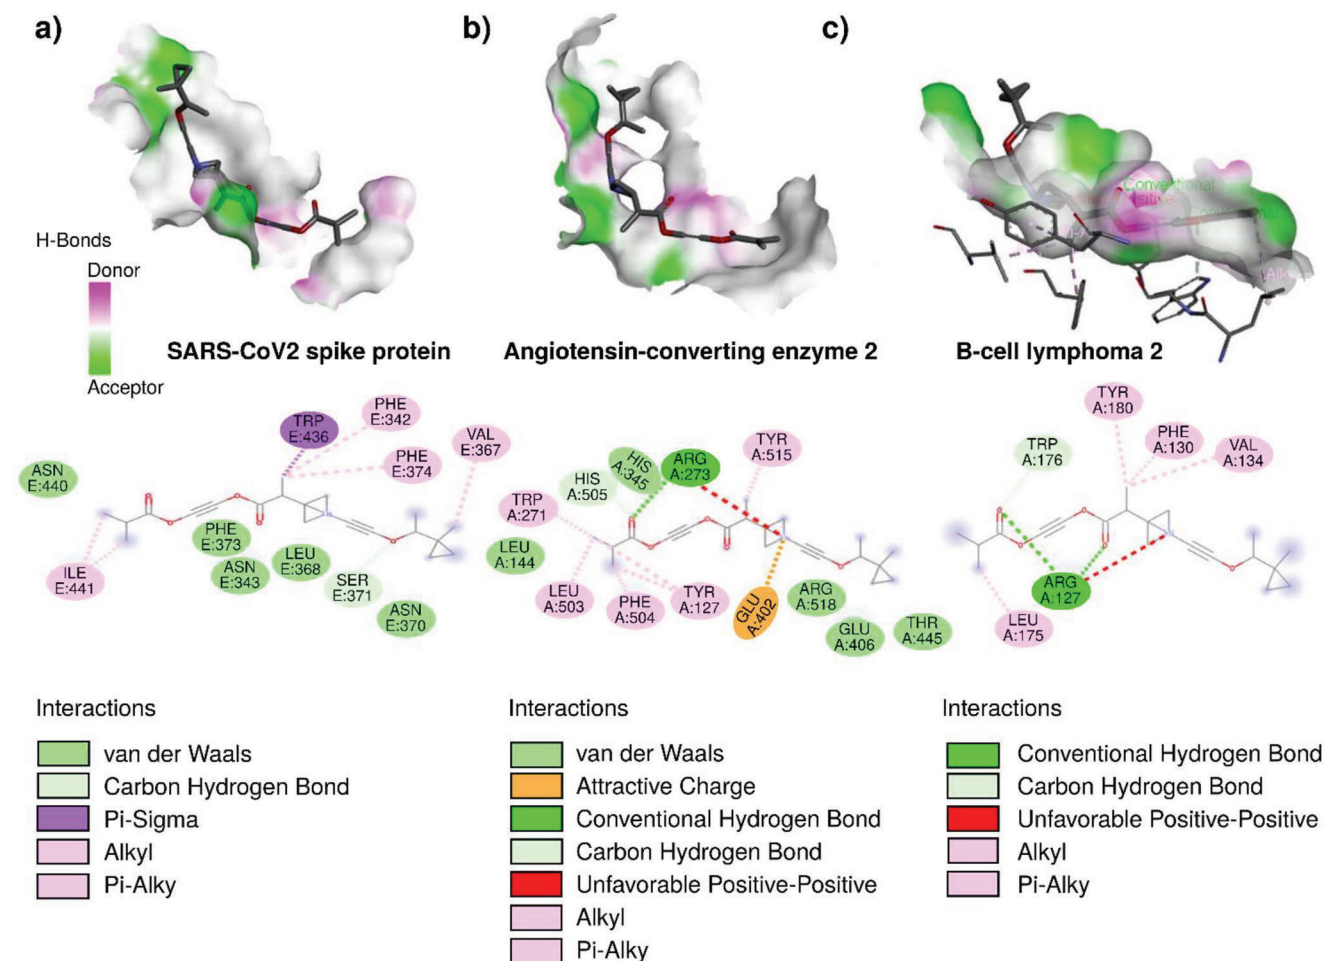 a)
b)
c)
Conventional
H-Bonds
Donor
Acceptor
SARS-CoV2 spike protein
Angiotensin-converting enzyme 2
B-cell lymphoma 2
TRP
E:436
PHE
E:342
VAL
E:367
PHE
E:374
ASN
E:440
PHE
E:373
ASN
E:343
LEU
E:368
SER
E:371
ASN
E:370
ILE
E:441
HIS
A:345
ARG
A:273
TYR
A:515
HIS
A:505
TRP
A:271
LEU
A:144
LEU
A:503
PHE
A:504
TYR
A:127
GLU
A:402
ARG
A:518
GLU
A:406
THR
A:445
TYR
A:180
TRP
A:176
PHE
A:130
VAL
A:134
ARG
A:127
LEU
A:175
Interactions
van der Waals
Carbon Hydrogen Bond
Pi-Sigma
Alkyl
Pi-Alky
Interactions
van der Waals
Attractive Charge
Conventional Hydrogen Bond
Carbon Hydrogen Bond
Unfavorable Positive-Positive
Alkyl
Pi-Alky
Interactions
Conventional Hydrogen Bond
Carbon Hydrogen Bond
Unfavorable Positive-Positive
Alkyl
Pi-Alky